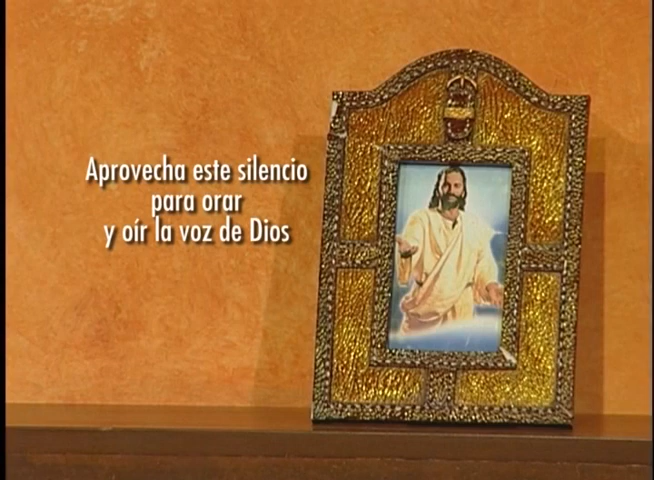 Aprovecha este silencio
para orar
y oír la voz de Dios